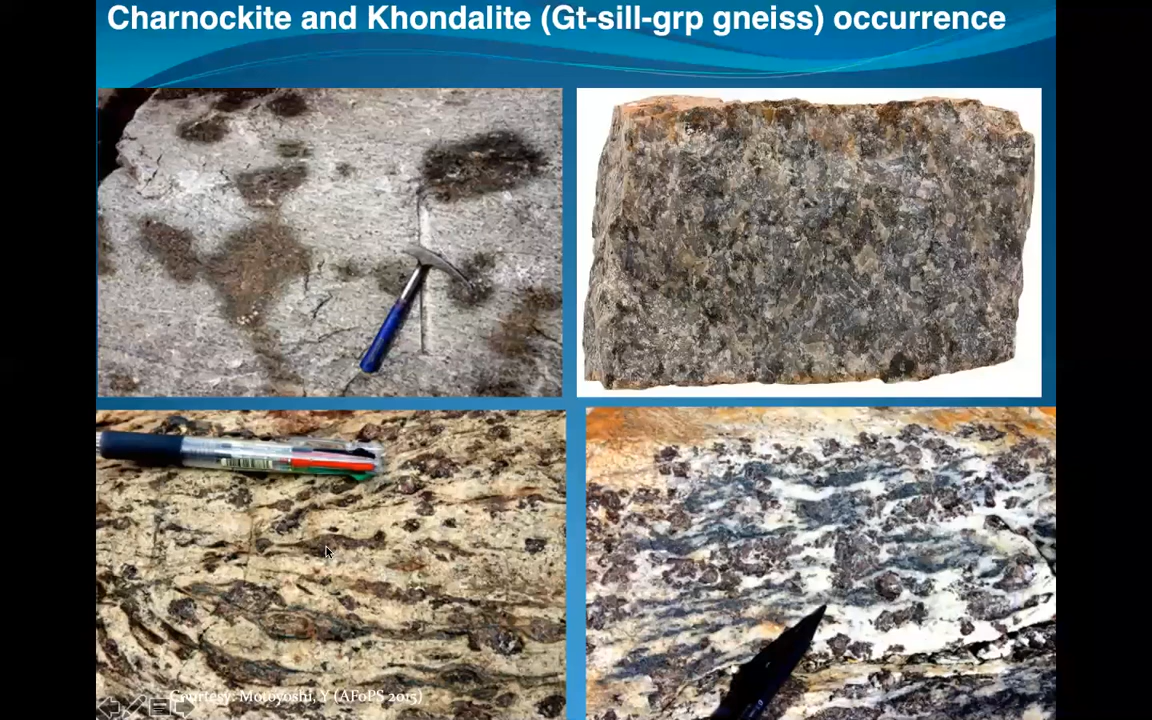 Charnockite and Khondalite (Gt-sill-grp gneiss) occurrence
Courtesy: Motoyoshi, Y (AFoPS 2015)